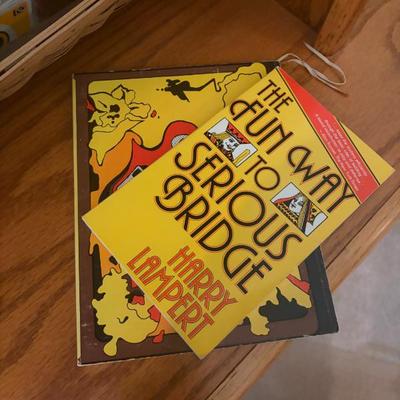 THE
FUN WAY
TO
SERIOUS
BRIDGE
HARRY
LAMPERT